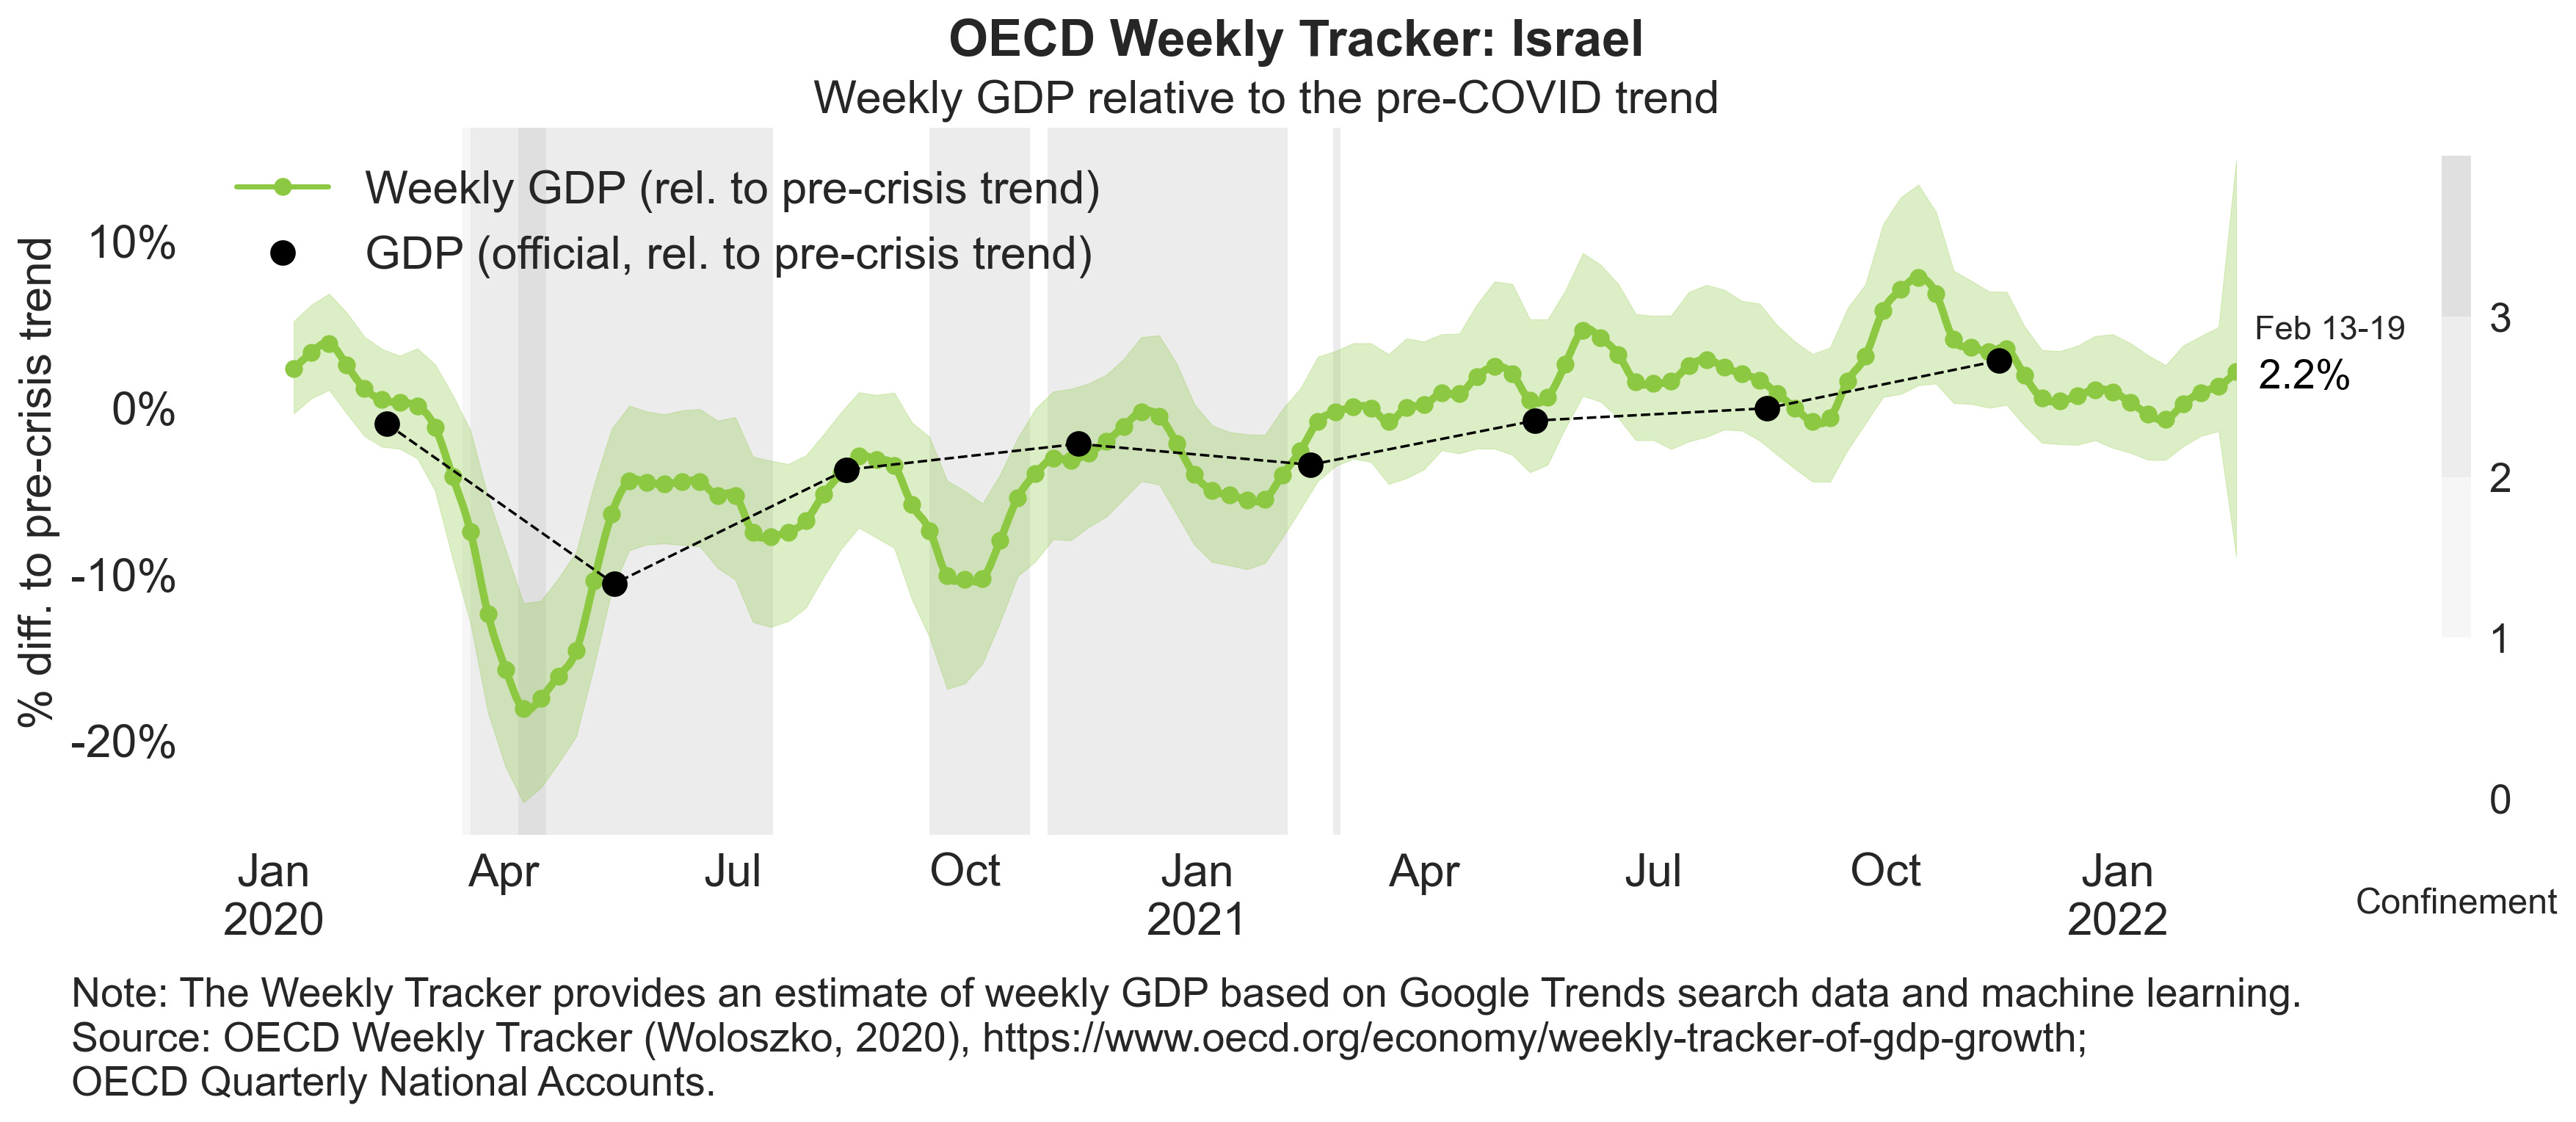 OECD Weekly Tracker: Israel
Weekly GDP relative to the pre-COVID trend
Weekly GDP (rel. to pre-crisis trend)
GDP (official, rel. to pre-crisis trend)
% diff. to pre-crisis trend
10%
0%
-10%
-20%
Feb 13-19
2.2%
3
2
1
0
Confinement
Jan Apr Jul Oct Jan Apr Jul Oct Jan
2020 2021 2022
Note: The Weekly Tracker provides an estimate of weekly GDP based on Google Trends search data and machine learning.
Source: OECD Weekly Tracker (Woloszko, 2020), https://www.oecd.org/economy/weekly-tracker-of-gdp-growth;
OECD Quarterly National Accounts.